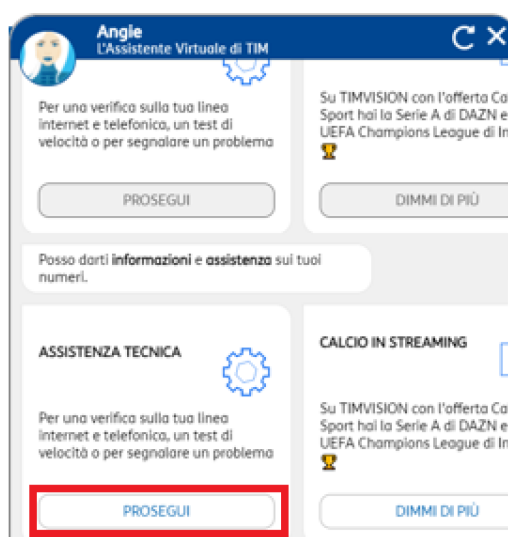 Angie
L'Assistente Virtuale di TIM
Per una verifica sulla tua linea
internet e telefonica, un test di
velocità o per segnalare un problema
PROSEGUI
Su TIMVISION con l'offerta Ca
Sport hai la Serie A di DAZN e
UEFA Champions League di In
DIMMI DI PIÙ
Posso darti informazioni e assistenza sui tuoi
numeri.
ASSISTENZA TECNICA
Per una verifica sulla tua linea
internet e telefonica, un test di
velocità o per segnalare un problema
PROSEGUI
CALCIO IN STREAMING
Su TIMVISION con l'offerta Ca
Sport hai la Serie A di DAZN e
UEFA Champions League di In
DIMMI DI PIÙ